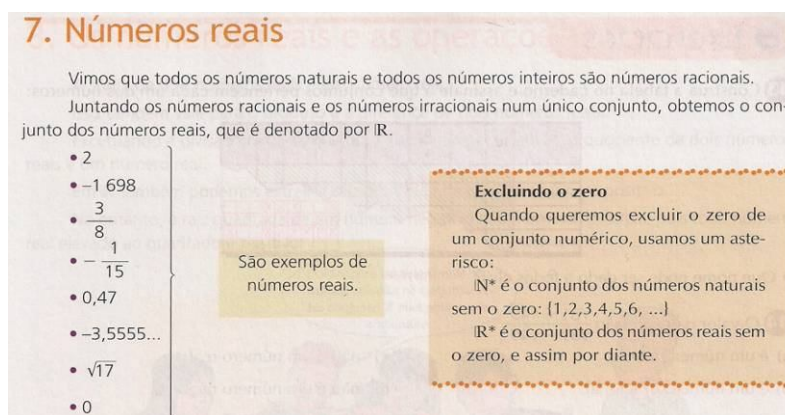 7. Números reais
Vimos que todos os números naturais e todos os números inteiros são números racionais.
Juntando os números racionais e os números irracionais num único conjunto, obtemos o con-
junto dos números reais, que é denotado por ℝ.
• 2
• –1 698
• 3/8
• – 1/15
• 0,47
• –3,5555...
• √17
• 0
São exemplos de
números reais.
Excluindo o zero
Quando queremos excluir o zero de
um conjunto numérico, usamos um aste-
risco:
ℕ* é o conjunto dos números naturais
sem o zero: {1,2,3,4,5,6, ...}
ℝ* é o conjunto dos números reais sem
o zero, e assim por diante.